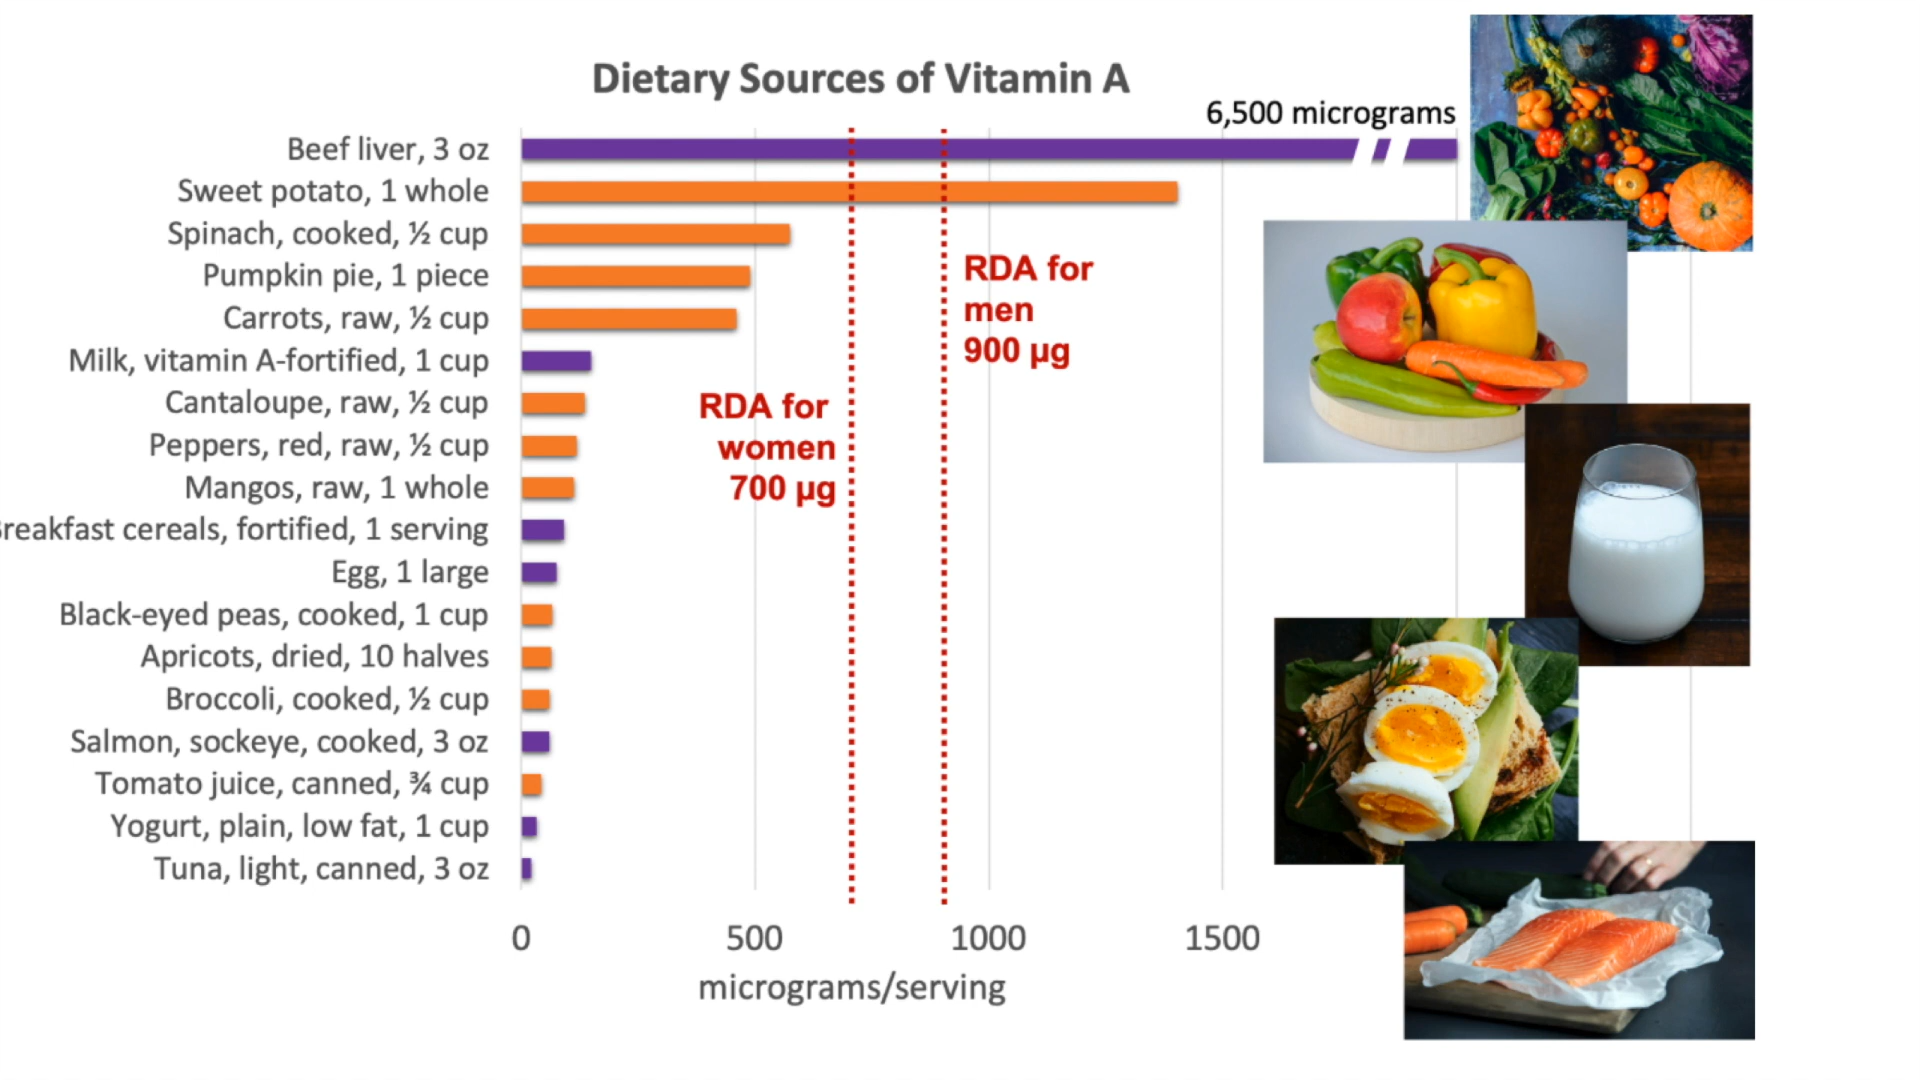 Dietary Sources of Vitamin A
6,500 micrograms
Beef liver, 3 oz
Sweet potato, 1 whole
Spinach, cooked, ½ cup
Pumpkin pie, 1 piece
Carrots, raw, ½ cup
Milk, vitamin A-fortified, 1 cup
Cantaloupe, raw, ½ cup
Peppers, red, raw, ½ cup
Mangos, raw, 1 whole
reakfast cereals, fortified, 1 serving
Egg, 1 large
Black-eyed peas, cooked, 1 cup
Apricots, dried, 10 halves
Broccoli, cooked, ½ cup
Salmon, sockeye, cooked, 3 oz
Tomato juice, canned, ¾ cup
Yogurt, plain, low fat, 1 cup
Tuna, light, canned, 3 oz
RDA for
men
900 µg
RDA for
women
700 µg
0 500 1000 1500
micrograms/serving